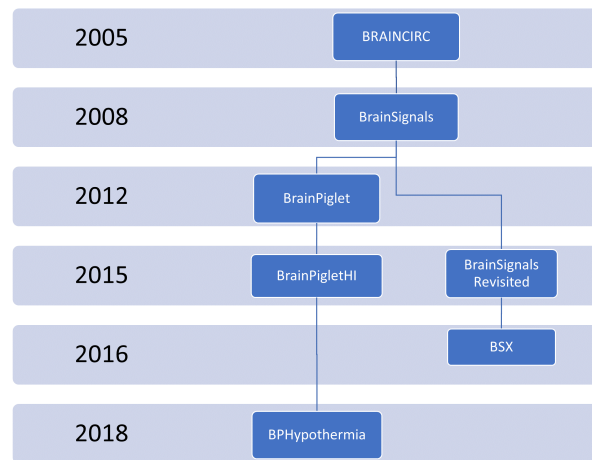 2005
BRAINCIRC
2008
BrainSignals
2012
BrainPiglet
2015
BrainPigletHI
BrainSignals
Revisited
2016
BSX
2018
BPHypothermia